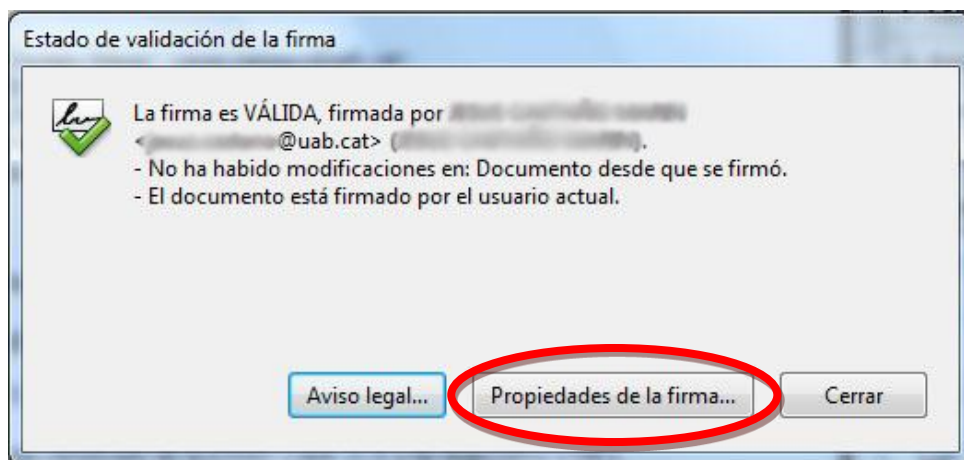 Estado de validación de la firma
La firma es VÁLIDA, firmada por
< @uab.cat> ( ).
- No ha habido modificaciones en: Documento desde que se firmó.
- El documento está firmado por el usuario actual.
Aviso legal... Propiedades de la firma... Cerrar